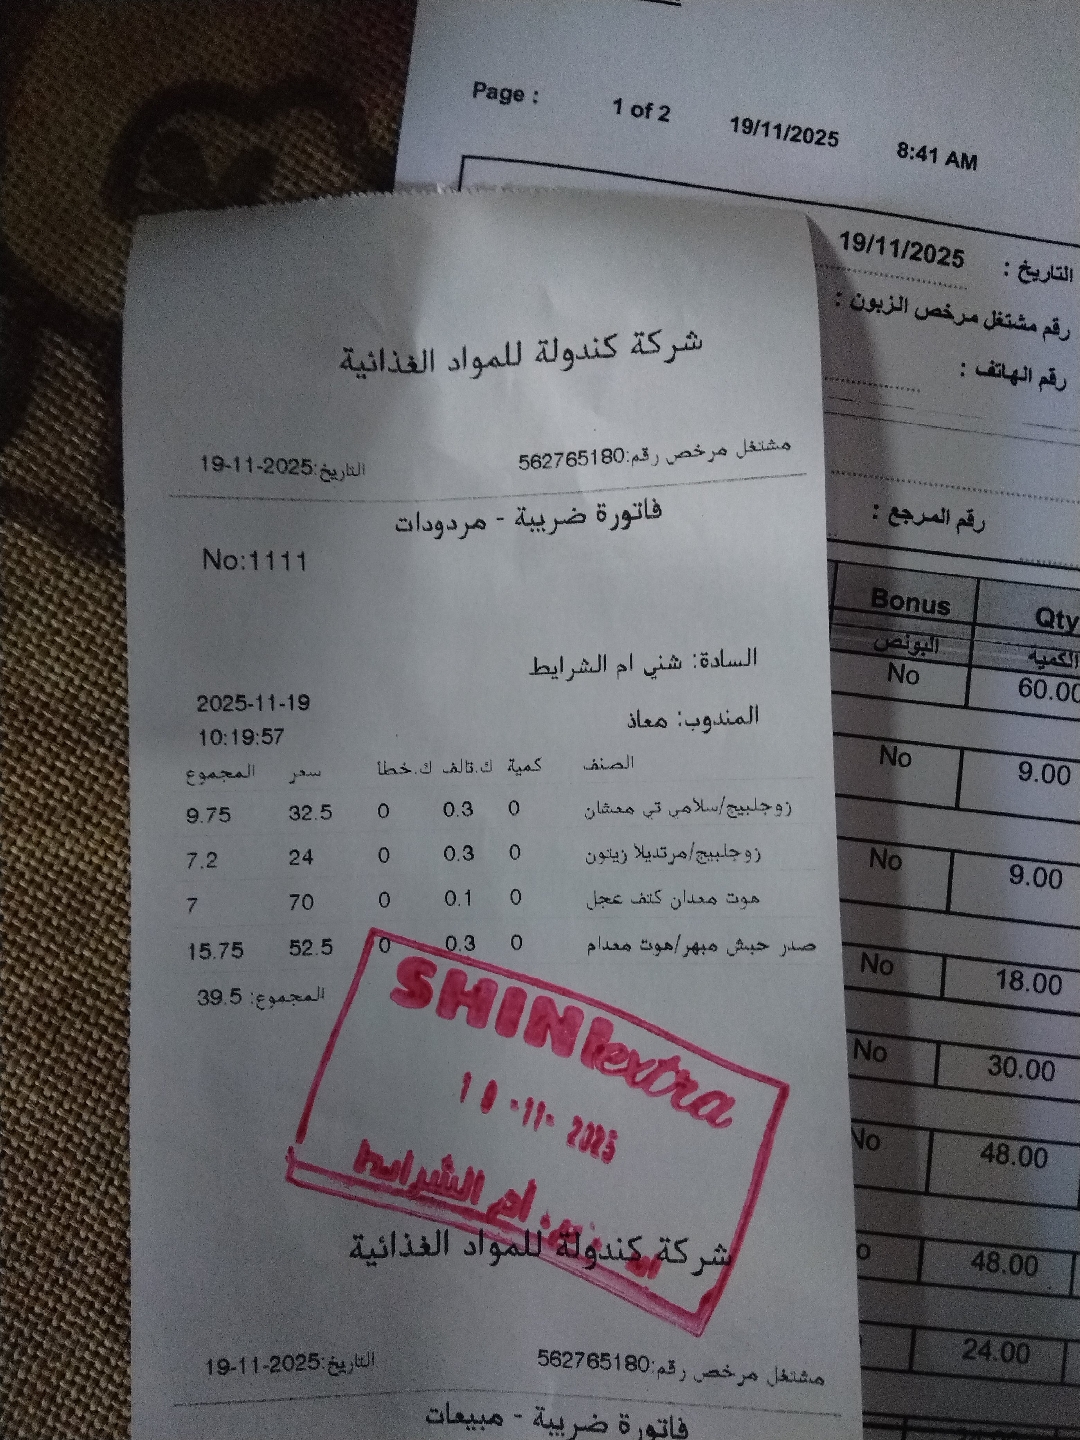 Page : 1 of 2 19/11/2025 8:41 AM
التاريخ : 19/11/2025
رقم مشتغل مرخص الزبون :
رقم الهاتف :
رقم المرجع :
Bonus Qty
البونص الكمية
No 60.00
No 9.00
No 9.00
No 18.00
No 30.00
No 48.00
48.00
24.00
شركة كندولة للمواد الغذائية
مشتغل مرخص رقم:562765180 التاريخ:19-11-2025
فاتورة ضريبة - مردودات
No:1111
السادة: شني ام الشرايط
2025-11-19
المندوب: معاذ
10:19:57
الصنف كمية ك.تالف ك.خطا سعر المجموع
زوجلبيج/سلامي تي معشان 0 0.3 0 32.5 9.75
زوجلبيج/مرتديلا زيتون 0 0.3 0 24 7.2
هوت معدان كتف عجل 0 0.1 0 70 7
صدر حبش مبهر/هوت معدام 0 0.3 0 52.5 15.75
المجموع: 39.5
SHINI extra
19-11-2025
أم الشرايط
شركة كندولة للمواد الغذائية
مشتغل مرخص رقم:562765180 التاريخ:19-11-2025
فاتورة ضريبة - مبيعات